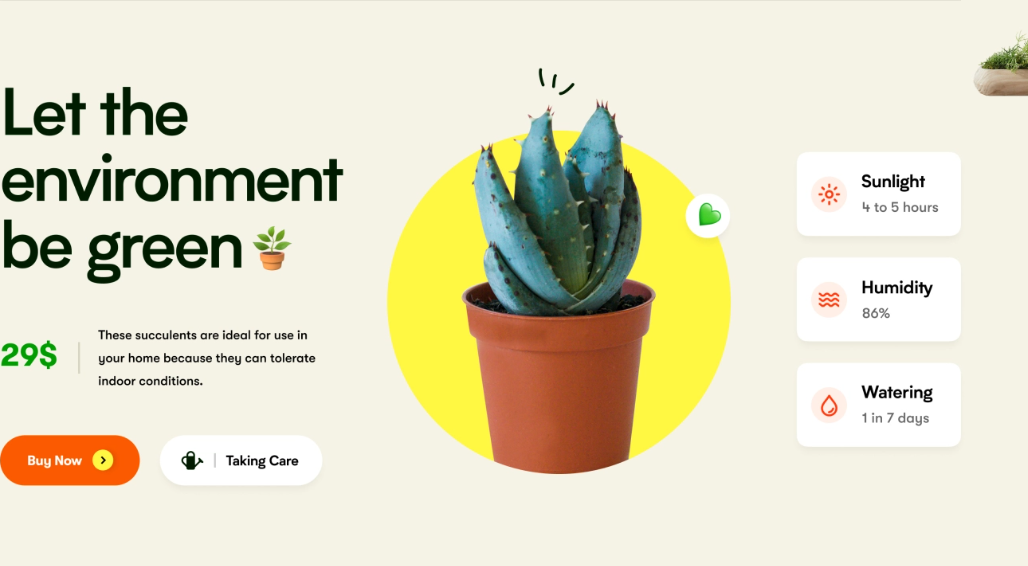 Let the
environment
be green
29$
These succulents are ideal for use in
your home because they can tolerate
indoor conditions.
Buy Now
Taking Care
Sunlight
4 to 5 hours
Humidity
86%
Watering
1 in 7 days